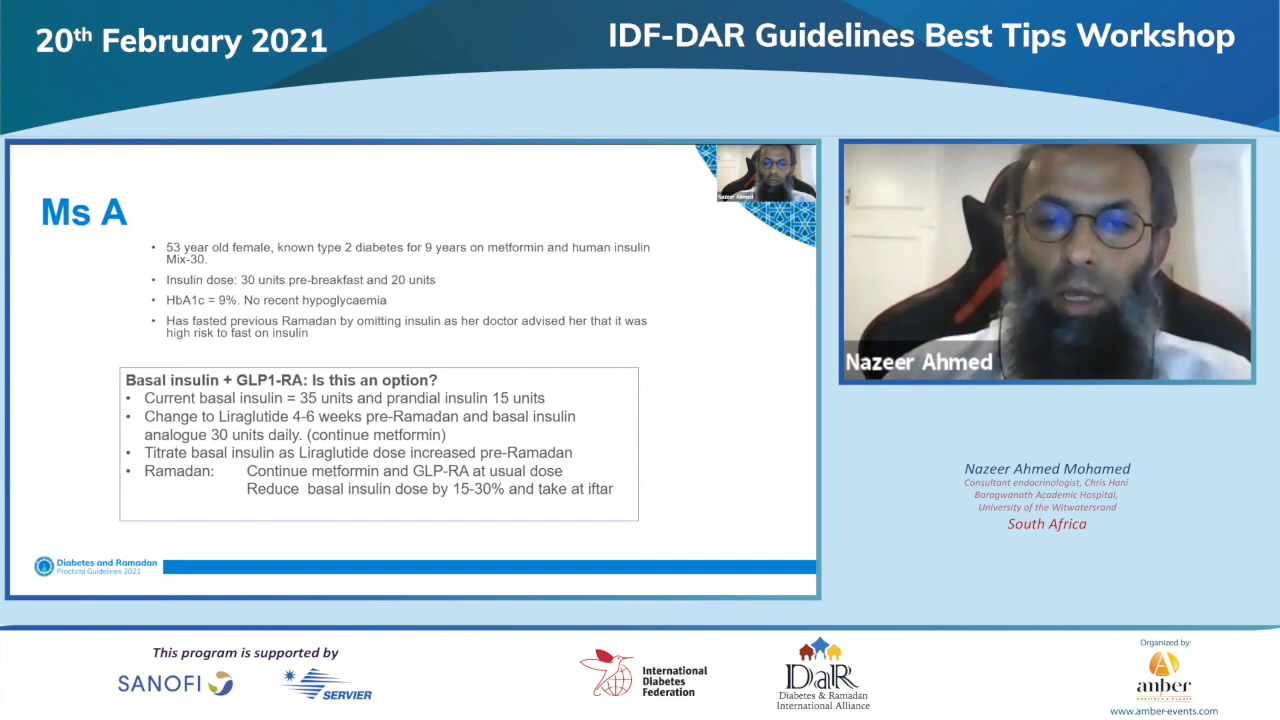 20th February 2021
IDF-DAR Guidelines Best Tips Workshop
Nazeer Ahmed
Ms A
• 53 year old female, known type 2 diabetes for 9 years on metformin and human insulin
Mix-30.
• Insulin dose: 30 units pre-breakfast and 20 units
• HbA1c = 9%. No recent hypoglycaemia
• Has fasted previous Ramadan by omitting insulin as her doctor advised her that it was
high risk to fast on insulin
Basal insulin + GLP1-RA: Is this an option?
• Current basal insulin = 35 units and prandial insulin 15 units
• Change to Liraglutide 4-6 weeks pre-Ramadan and basal insulin
analogue 30 units daily. (continue metformin)
• Titrate basal insulin as Liraglutide dose increased pre-Ramadan
• Ramadan: Continue metformin and GLP-RA at usual dose
Reduce basal insulin dose by 15-30% and take at iftar
Diabetes and Ramadan
Practical Guidelines 2021
Nazeer Ahmed
Nazeer Ahmed Mohamed
Consultant endocrinologist, Chris Hani
Baragwanath Academic Hospital,
University of the Witwatersrand
South Africa
This program is supported by
SANOFI
SERVIER
International
Diabetes
Federation
DaR
Diabetes & Ramadan
International Alliance
Organized by:
anber
www.amber-events.com